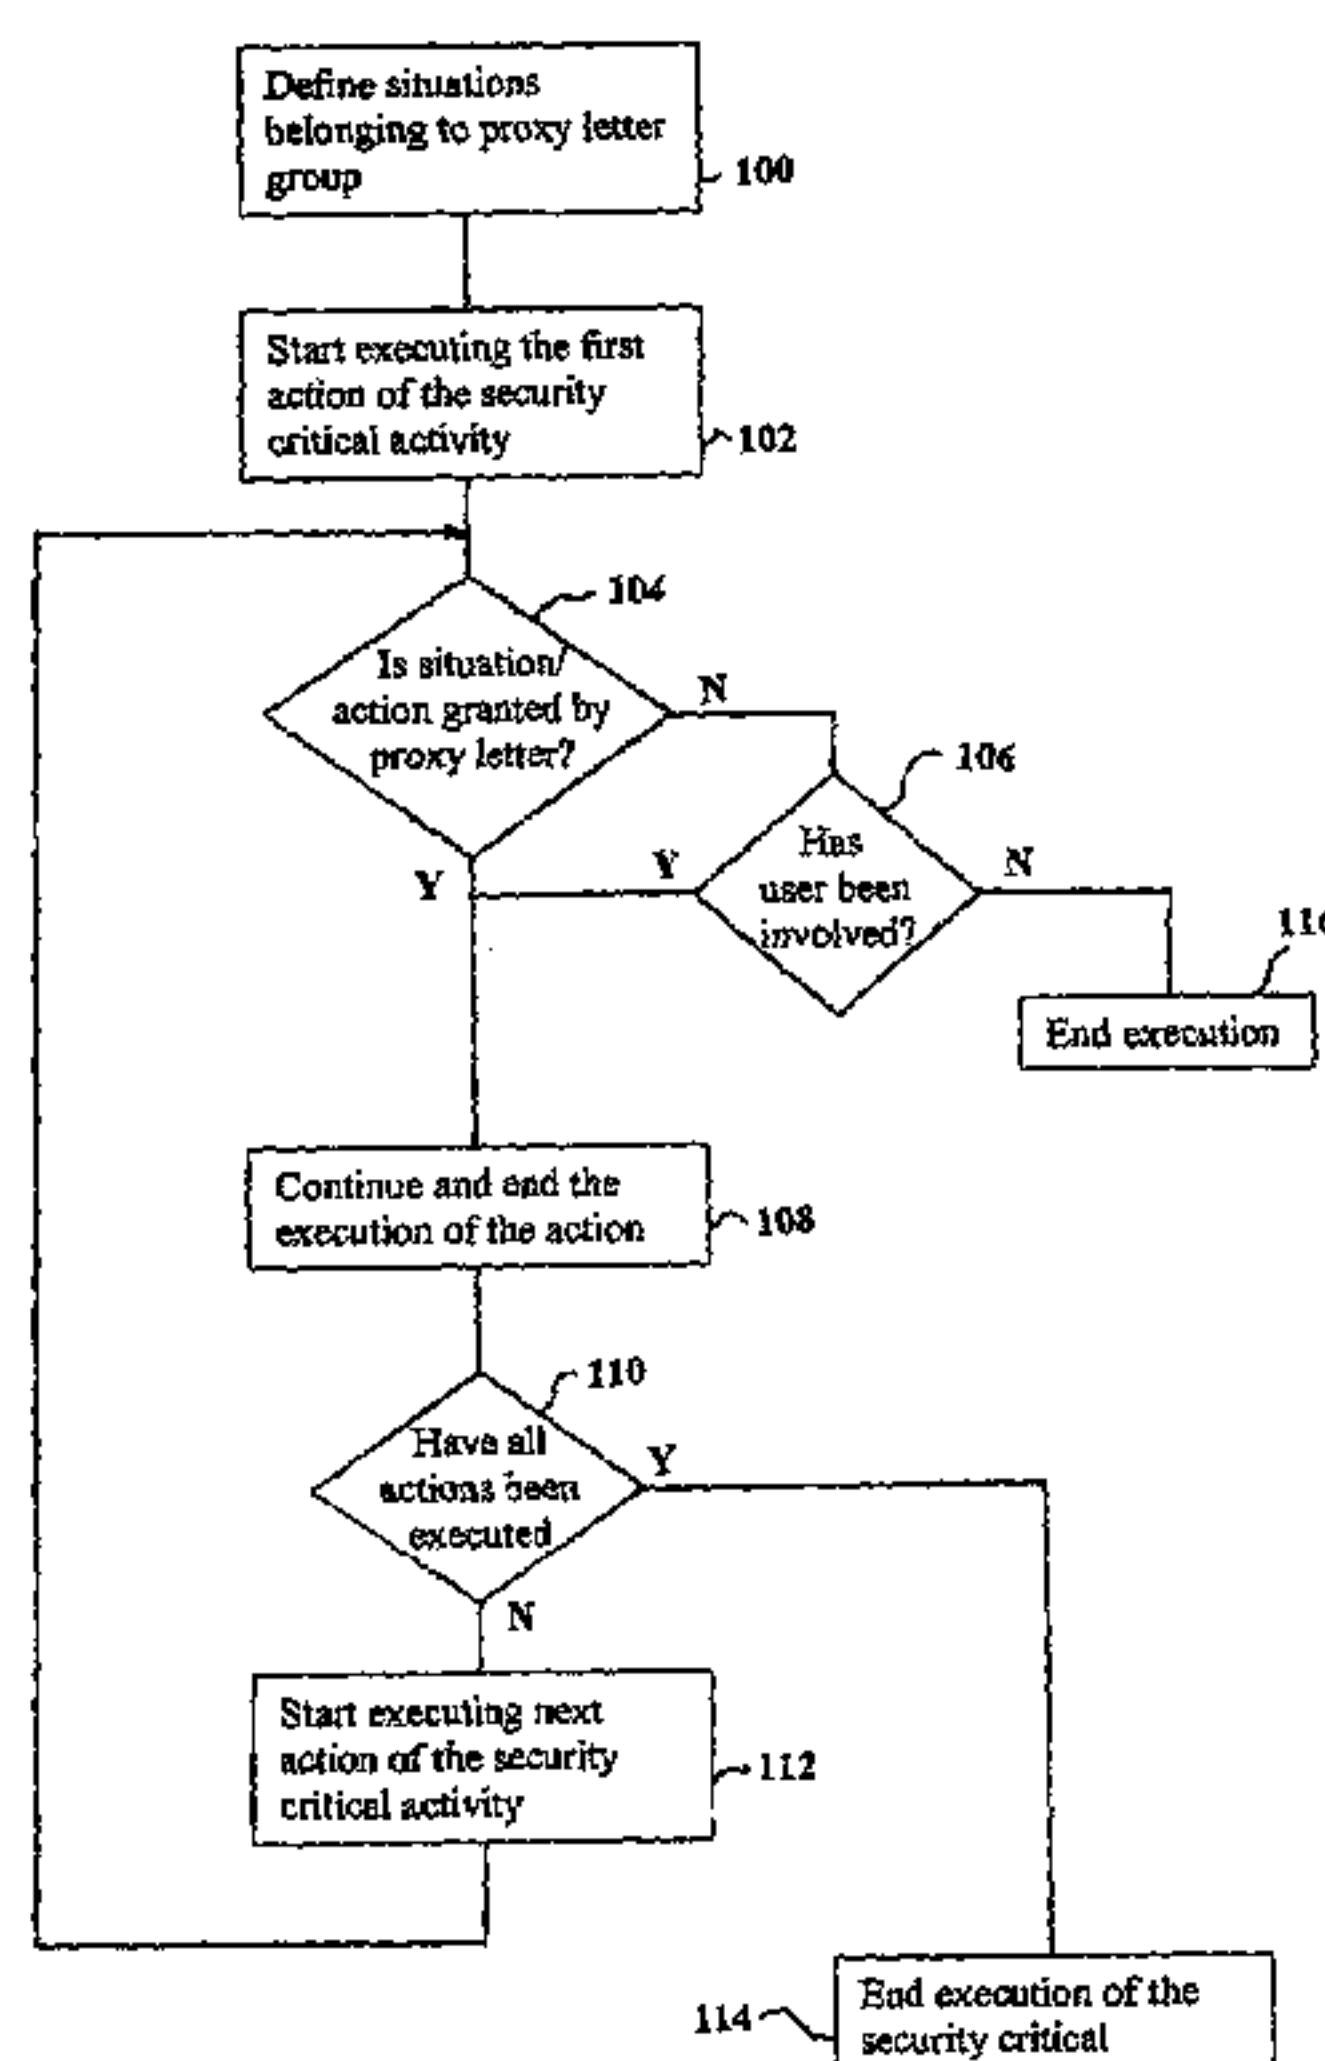 Define situations
belonging to proxy letter
group
100
Start executing the first
action of the security
critical activity
102
104
Is situation/
action granted by
proxy letter?
N
106
Has
user been
involved?
Y
Y
N
End execution
Continue and end the
execution of the action
108
110
Have all
actions been
executed
Y
N
Start executing next
action of the security
critical activity
112
End execution of the
security critical
114